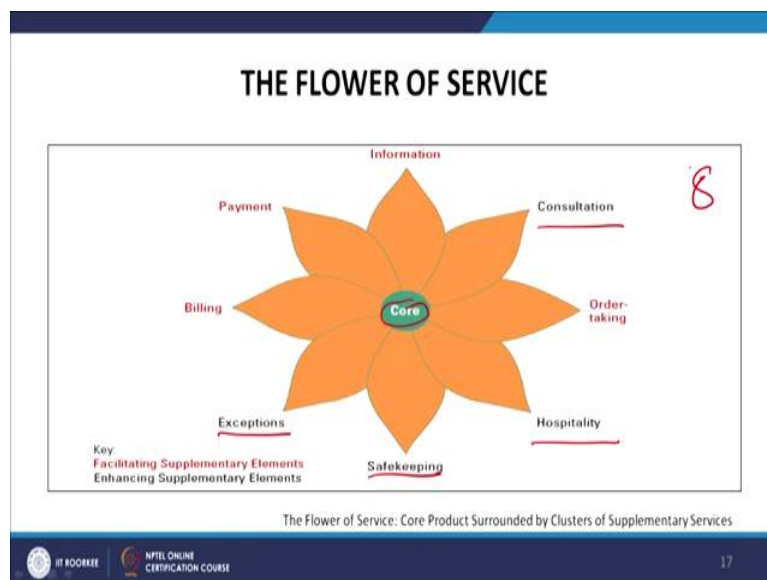 THE FLOWER OF SERVICE
Information
8
Payment
Consultation
Billing
Core
Order-
taking
Exceptions
Hospitality
Safekeeping
Key:
Facilitating Supplementary Elements
Enhancing Supplementary Elements
The Flower of Service: Core Product Surrounded by Clusters of Supplementary Services
IIT ROORKEE
NPTEL ONLINE
CERTIFICATION COURSE
17